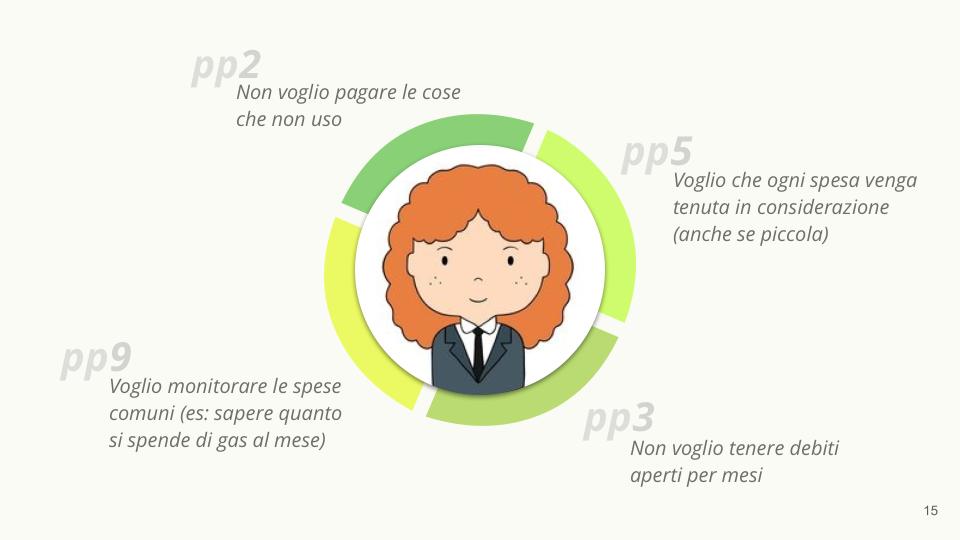 pp2
Non voglio pagare le cose
che non uso
pp5
Voglio che ogni spesa venga
tenuta in considerazione
(anche se piccola)
pp9
Voglio monitorare le spese
comuni (es: sapere quanto
si spende di gas al mese)
pp3
Non voglio tenere debiti
aperti per mesi
15